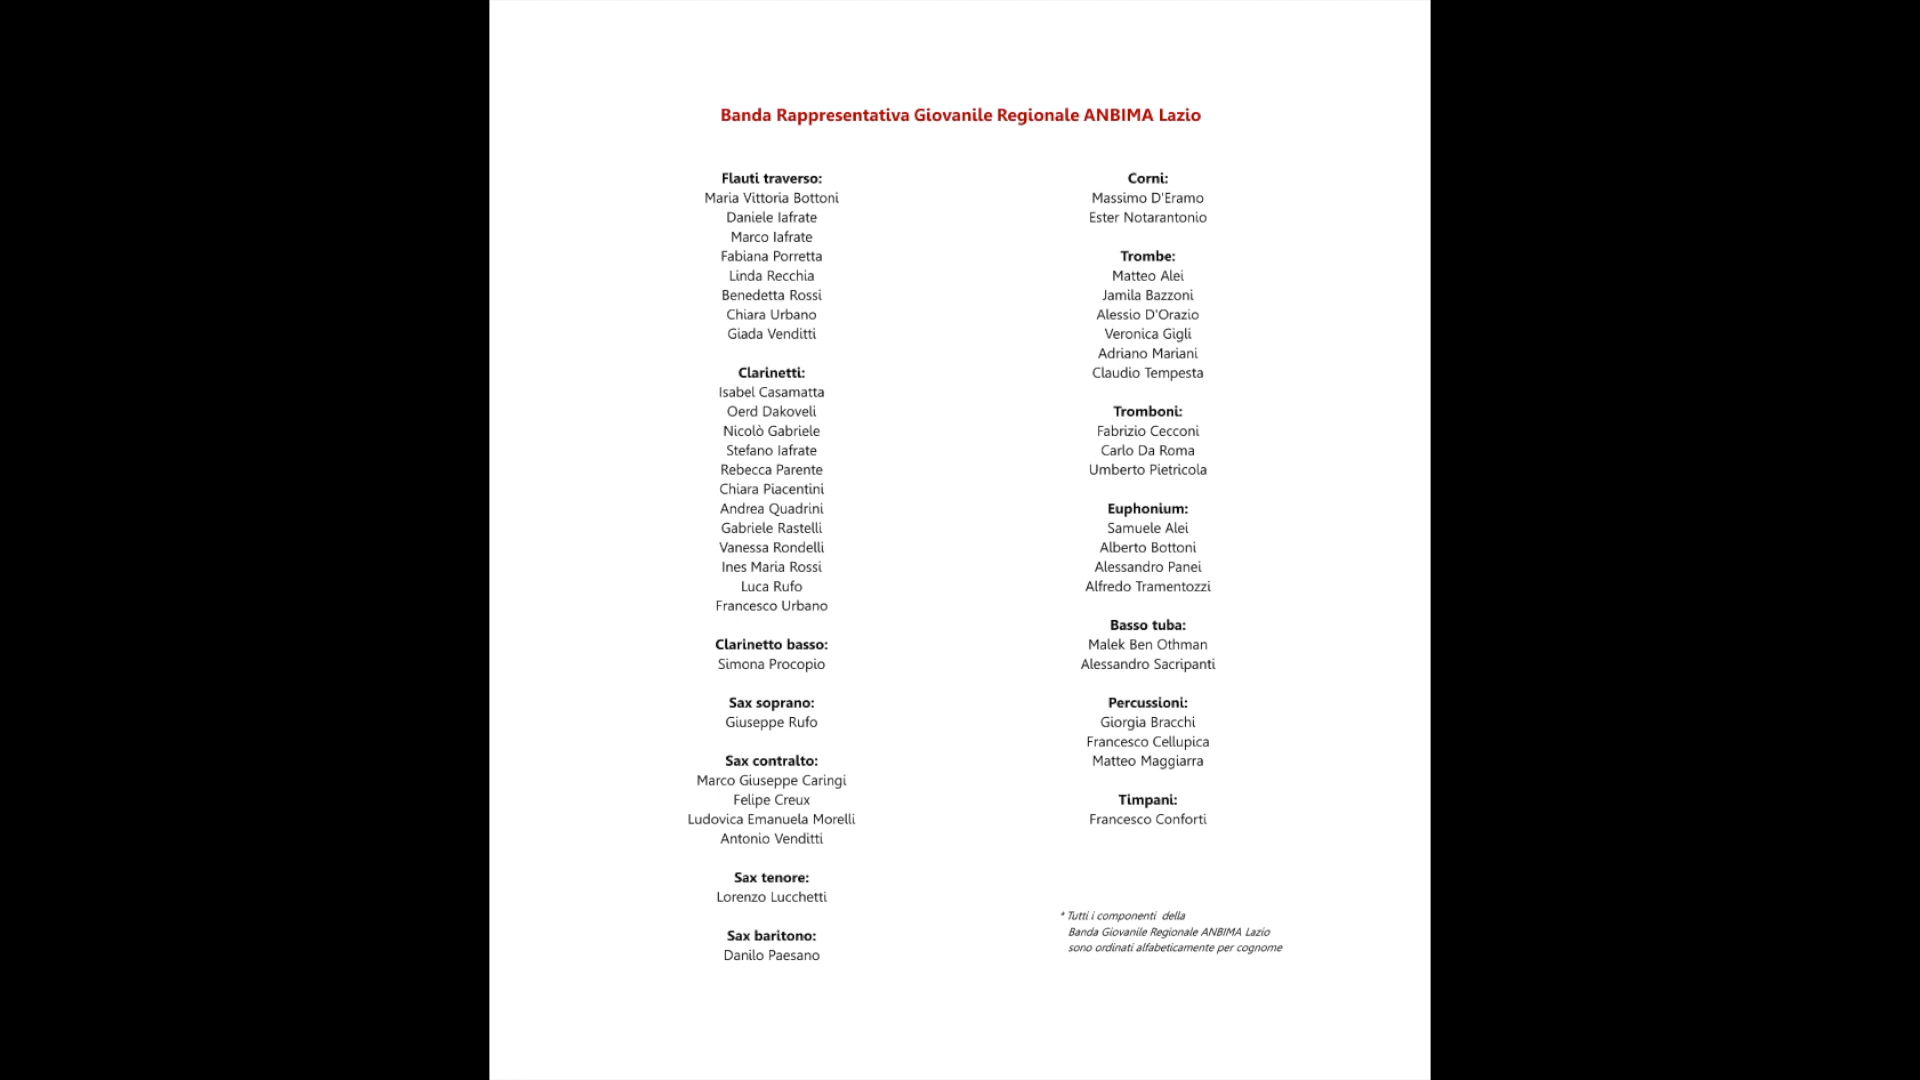 Banda Rappresentativa Giovanile Regionale ANBIMA Lazio
Flauti traverso:
Maria Vittoria Bottoni
Daniele Iafrate
Marco Iafrate
Fabiana Porretta
Linda Recchia
Benedetta Rossi
Chiara Urbano
Giada Venditti
Clarinetti:
Isabel Casamatta
Oerd Dakoveli
Nicolò Gabriele
Stefano Iafrate
Rebecca Parente
Chiara Piacentini
Andrea Quadrini
Gabriele Rastelli
Vanessa Rondelli
Ines Maria Rossi
Luca Rufo
Francesco Urbano
Clarinetto basso:
Simona Procopio
Sax soprano:
Giuseppe Rufo
Sax contralto:
Marco Giuseppe Caringi
Felipe Creux
Ludovica Emanuela Morelli
Antonio Venditti
Sax tenore:
Lorenzo Lucchetti
Sax baritono:
Danilo Paesano
Corni:
Massimo D'Eramo
Ester Notarantonio
Trombe:
Matteo Alei
Jamila Bazzoni
Alessio D'Orazio
Veronica Gigli
Adriano Mariani
Claudio Tempesta
Tromboni:
Fabrizio Cecconi
Carlo Da Roma
Umberto Pietricola
Euphonium:
Samuele Alei
Alberto Bottoni
Alessandro Panei
Alfredo Tramentozzi
Basso tuba:
Malek Ben Othman
Alessandro Sacripanti
Percussioni:
Giorgia Bracchi
Francesco Cellupica
Matteo Maggiarra
Timpani:
Francesco Conforti
* Tutti i componenti della
Banda Giovanile Regionale ANBIMA Lazio
sono ordinati alfabeticamente per cognome